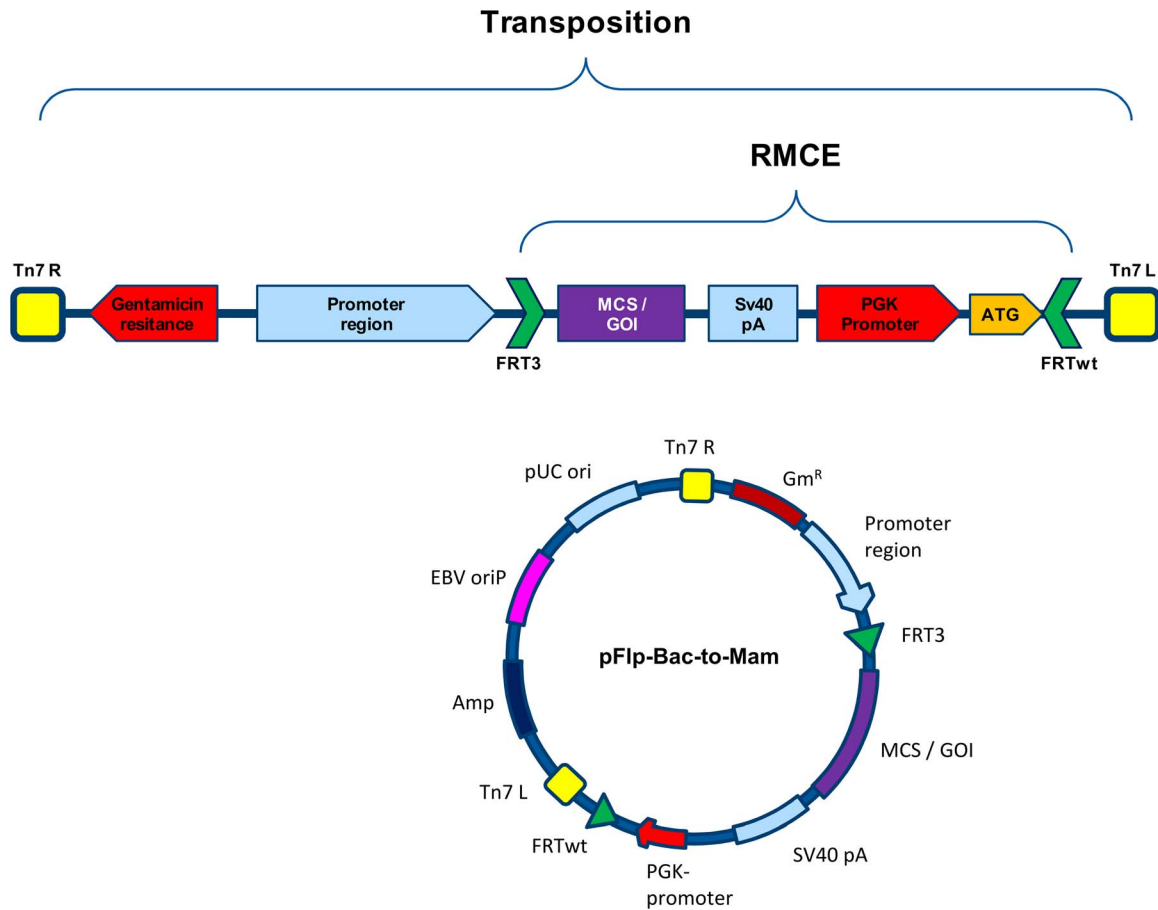 Transposition
RMCE
Tn7 R
Tn7 L
Gentamicin
resitance
Promoter
region
MCS /
GOI
Sv40
pA
PGK
Promoter
ATG
FRT3
FRTwt
Tn7 R
pUC ori
Gm^R
Promoter
region
EBV oriP
FRT3
pFlp-Bac-to-Mam
Amp
MCS / GOI
Tn7 L
FRTwt
SV40 pA
PGK-
promoter